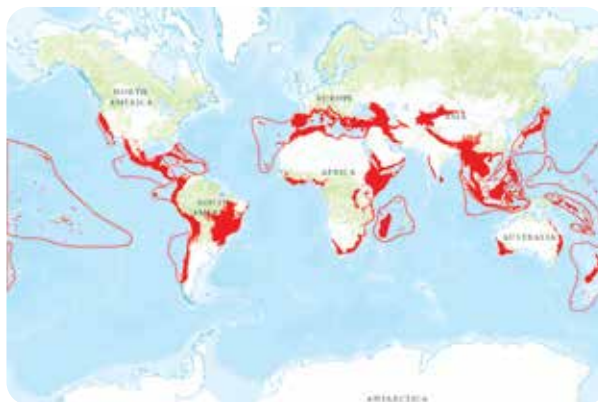 NORTH
AMERICA
EUROPE
ASIA
AFRICA
SOUTH
AMERICA
AUSTRALIA
ANTARCTICA